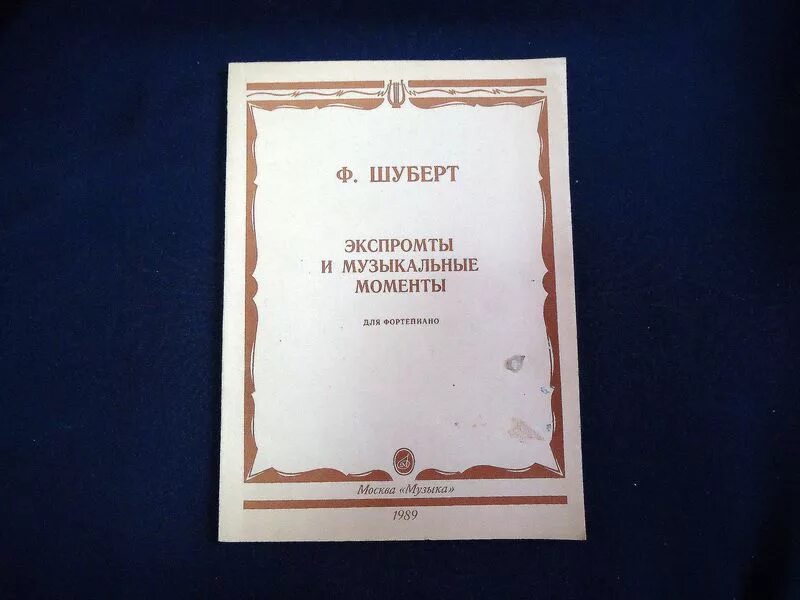 Ф. ШУБЕРТ
ЭКСПРОМТЫ
И МУЗЫКАЛЬНЫЕ
МОМЕНТЫ
ДЛЯ ФОРТЕПИАНО
Москва «Музыка»
1989